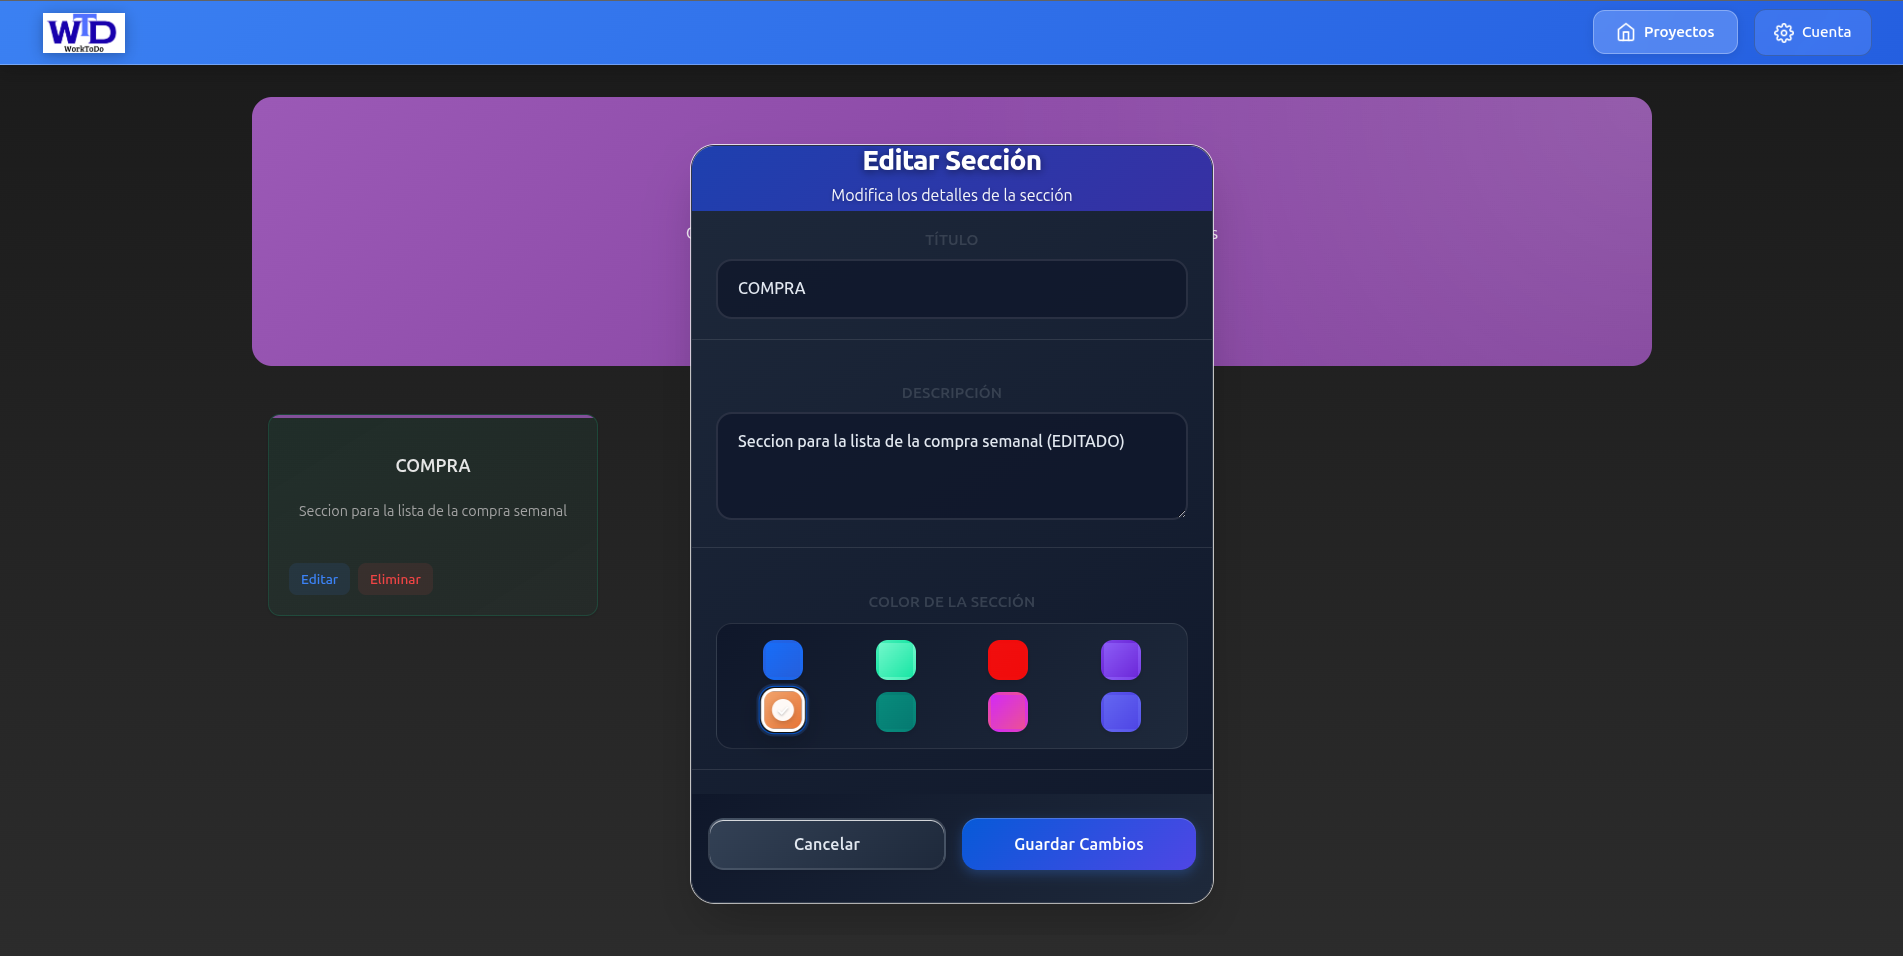 WTD
WorkToDo
Proyectos
Cuenta
Editar Sección
Modifica los detalles de la sección
TÍTULO
COMPRA
DESCRIPCIÓN
Seccion para la lista de la compra semanal (EDITADO)
COLOR DE LA SECCIÓN
Cancelar
Guardar Cambios
COMPRA
Seccion para la lista de la compra semanal
Editar
Eliminar